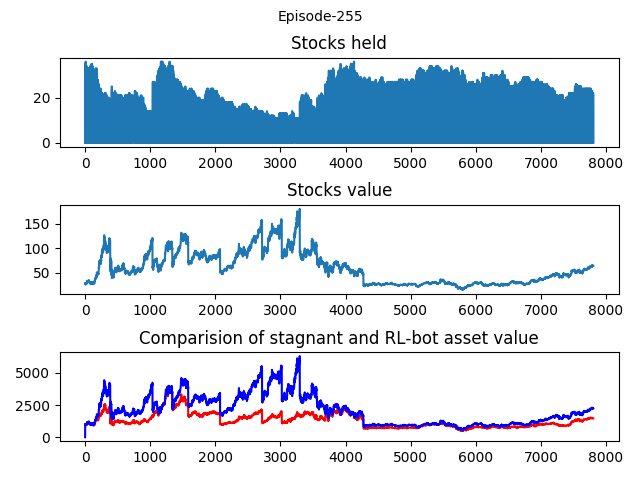 Episode-255
Stocks held
20
0
0 1000 2000 3000 4000 5000 6000 7000 8000
Stocks value
150
100
50
0 1000 2000 3000 4000 5000 6000 7000 8000
Comparision of stagnant and RL-bot asset value
5000
2500
0
0 1000 2000 3000 4000 5000 6000 7000 8000